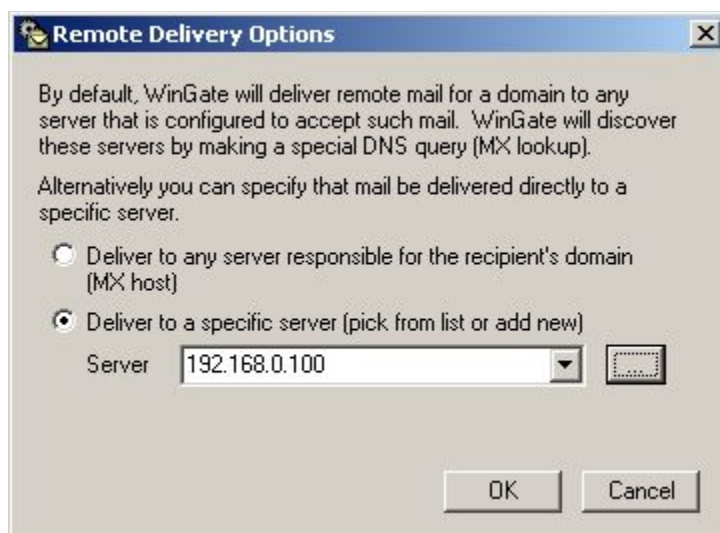 Remote Delivery Options
By default, WinGate will deliver remote mail for a domain to any
server that is configured to accept such mail. WinGate will discover
these servers by making a special DNS query (MX lookup).
Alternatively you can specify that mail be delivered directly to a
specific server.
Deliver to any server responsible for the recipient's domain
(MX host)
Deliver to a specific server (pick from list or add new)
Server 192.168.0.100 ...
OK Cancel